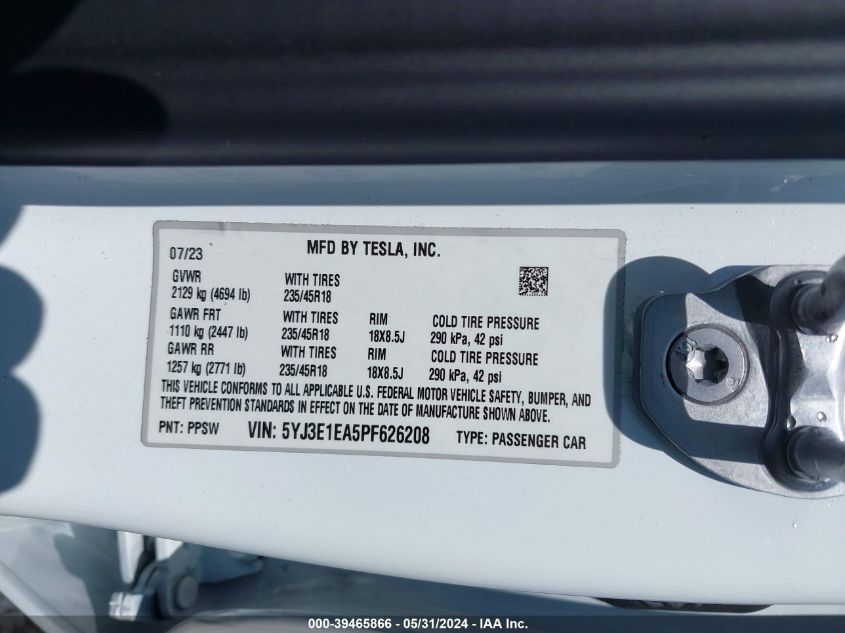 07/23 MFD BY TESLA, INC.
GVWR WITH TIRES
2129 kg (4694 lb) 235/45R18
GAWR FRT WITH TIRES RIM COLD TIRE PRESSURE
1110 kg (2447 lb) 235/45R18 18X8.5J 290 kPa, 42 psi
GAWR RR WITH TIRES RIM COLD TIRE PRESSURE
1257 kg (2771 lb) 235/45R18 18X8.5J 290 kPa, 42 psi
THIS VEHICLE CONFORMS TO ALL APPLICABLE U.S. FEDERAL MOTOR VEHICLE SAFETY, BUMPER, AND
THEFT PREVENTION STANDARDS IN EFFECT ON THE DATE OF MANUFACTURE SHOWN ABOVE.
PNT: PPSW VIN: 5YJ3E1EA5PF626208 TYPE: PASSENGER CAR
000-39465866 - 05/31/2024 - IAA Inc.